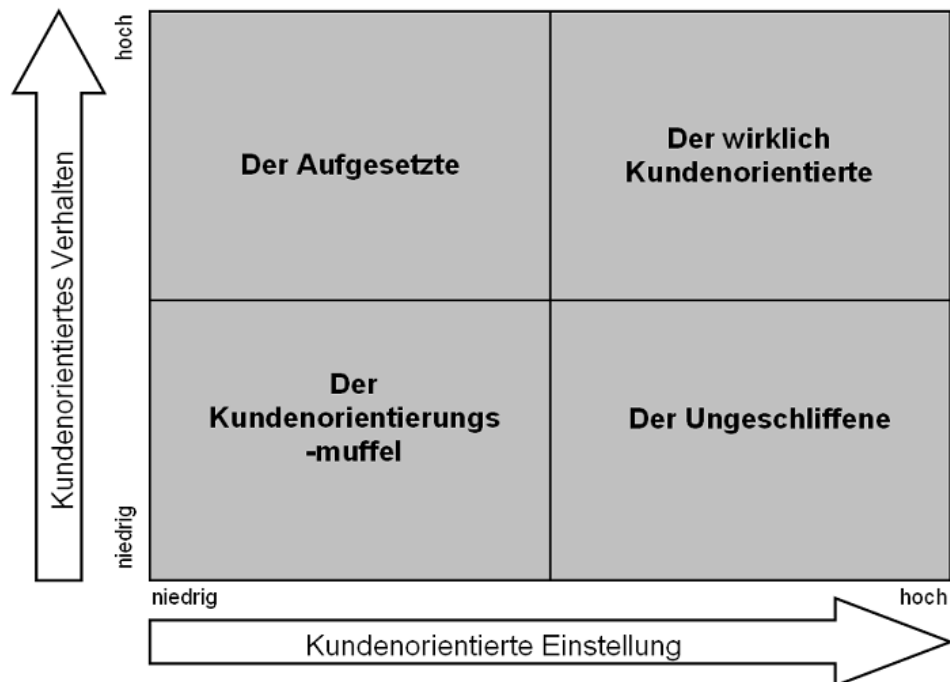 hoch
Kundenorientiertes Verhalten
niedrig
Der Aufgesetzte
Der wirklich
Kundenorientierte
Der
Kundenorientierungs
-muffel
Der Ungeschliffene
niedrig
hoch
Kundenorientierte Einstellung